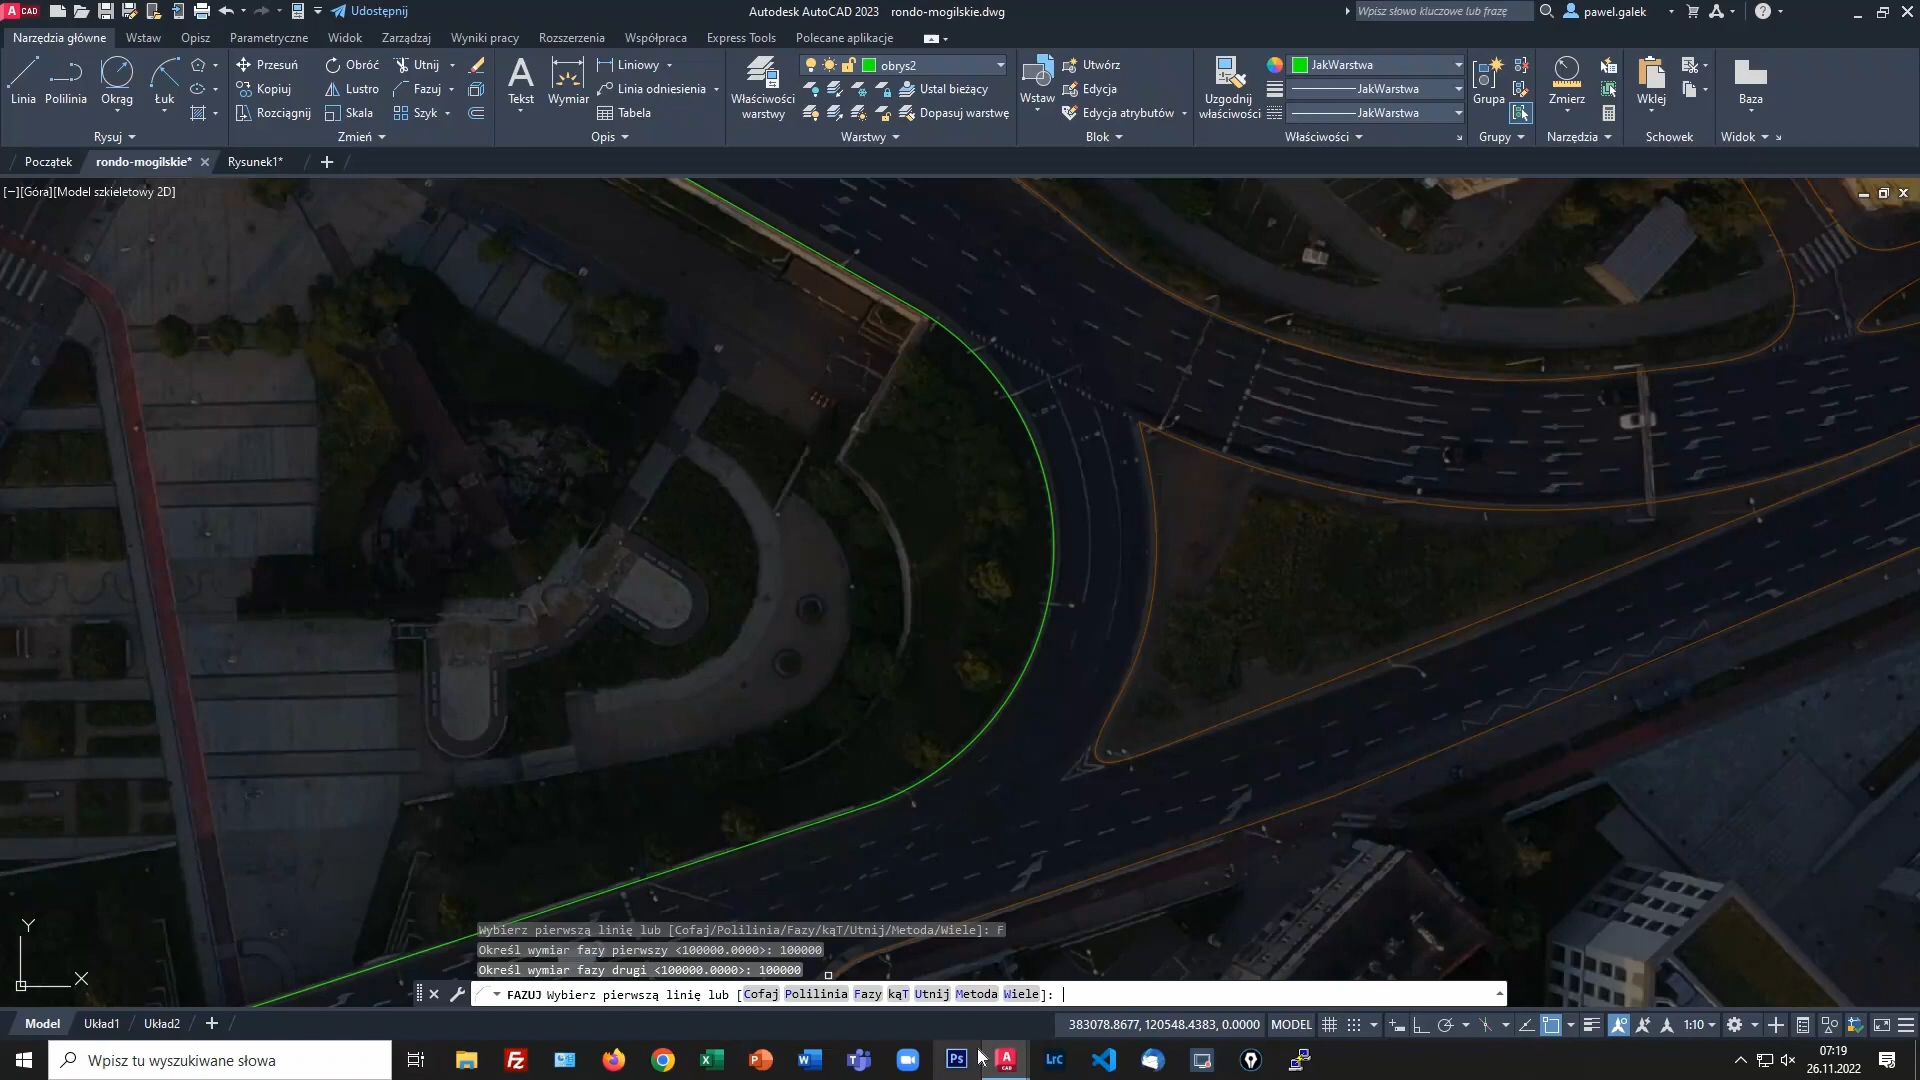 CAD
Udostępnij
Autodesk AutoCAD 2023 rondo-mogilskie.dwg
Wpisz słowo kluczowe lub frazę
pawel.galek
Narzędzia główne Wstaw Opisz Parametryczne Widok Zarządzaj Wyniki pracy Rozszerzenia Współpraca Express Tools Polecane aplikacje
Linia Polilinia Okrąg Łuk
Przesuń Obróć Utnij
Kopiuj Lustro Fazuj
Rozciągnij Skala Szyk
Tekst Wymiar
Liniowy
Linia odniesienia
Tabela
Właściwości warstwy
obrys2
Ustal bieżący
Dopasuj warstwę
Wstaw
Utwórz
Edycja
Edycja atrybutów
Uzgodnij właściwości
JakWarstwa
JakWarstwa
JakWarstwa
Grupa Zmierz Wklej Baza
Rysuj Zmień Opis Warstwy Blok Właściwości Grupy Narzędzia Schowek Widok
Początek rondo-mogilskie* Rysunek1*
[−][Góra][Model szkieletowy 2D]
Y
X
Wybierz pierwszą linię lub [Cofaj/Polilinia/Fazy/kąT/Utnij/Metoda/Wiele]: F
Określ wymiar fazy pierwszy <100000.0000>: 100000
Określ wymiar fazy drugi <100000.0000>: 100000
FAZUJ Wybierz pierwszą linię lub [Cofaj Polilinia Fazy kąT Utnij Metoda Wiele]:
Model Układ1 Układ2
383078.8677, 120548.4383, 0.0000 MODEL 1:10
Wpisz tu wyszukiwane słowo
Ps
A CAD
Lrc
07:19
26.11.2022